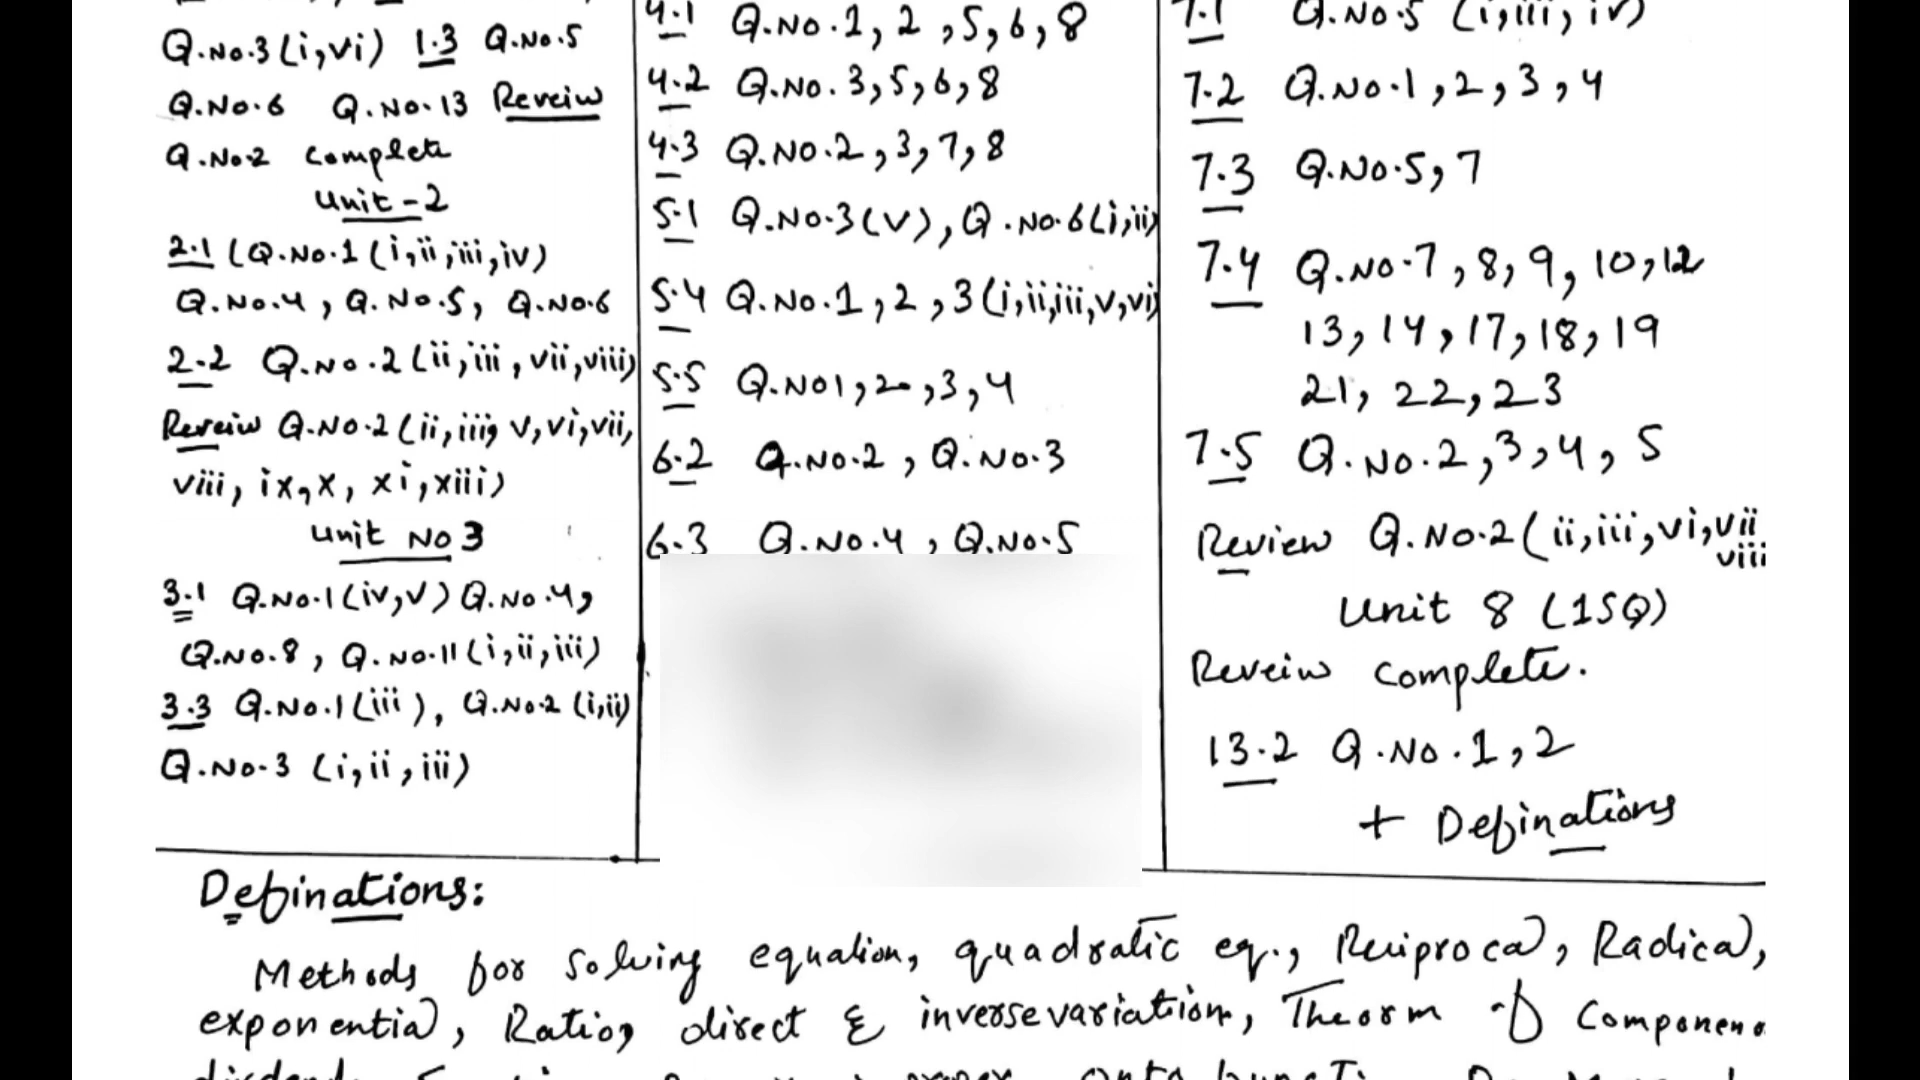 Q.No.3(i,vi) 1.3 Q.No.5
Q.No.6 Q.No.13 Reveiw
Q.No.2 complete
Unit-2
2.1 (Q.No.1 (i,ii,iii,iv)
Q.No.4, Q.No.5, Q.No.6
2.2 Q.No.2(ii,iii,vii,viii)
Reveiw Q.No.2(ii,iii, v,vi,vii,
viii, ix,x, xi,xiii)
Unit No 3
3.1 Q.No.1(iv,v) Q.No.4,
Q.No.8, Q.No.11(i,ii,iii)
3.3 Q.No.1(iii), Q.No.2 (i,ii)
Q.No.3 (i,ii,iii)
4.1 Q.No.1, 2, 5, 6, 8
4.2 Q.No. 3,5,6,8
4.3 Q.No.2,3,7,8
5.1 Q.No.3(v), Q.No.6(i,ii)
5.4 Q.No.1,2,3(i,ii,iii,v,vi)
5.5 Q.No1,2,3,4
6.2 Q.No.2, Q.No.3
6.3 Q.No.4, Q.No.5
7.1 Q.No.5 (i,iii, iv)
7.2 Q.No.1,2,3,4
7.3 Q.No.5,7
7.4 Q.No.7,8,9,10,12
13,14,17,18,19
21, 22,23
7.5 Q.No.2,3,4,5
Review Q.No.2(ii,iii,vi,vii
viii
Unit 8 (1SQ)
Reveiw complete.
13.2 Q.No.1,2
+ Definations
Definations:
Methods for solving equation, quadratic eq., Reciprocal, Radical,
exponential, Ratio, direct & inverse variation, Theorm of Componeno